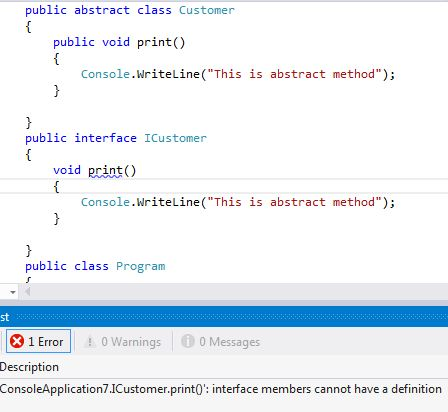 public abstract class Customer
{
public void print()
{
Console.WriteLine("This is abstract method");
}
}
public interface ICustomer
{
void print()
{
Console.WriteLine("This is abstract method");
}
}
public class Program
{
st
1 Error
0 Warnings
0 Messages
Description
ConsoleApplication7.ICustomer.print()': interface members cannot have a definition